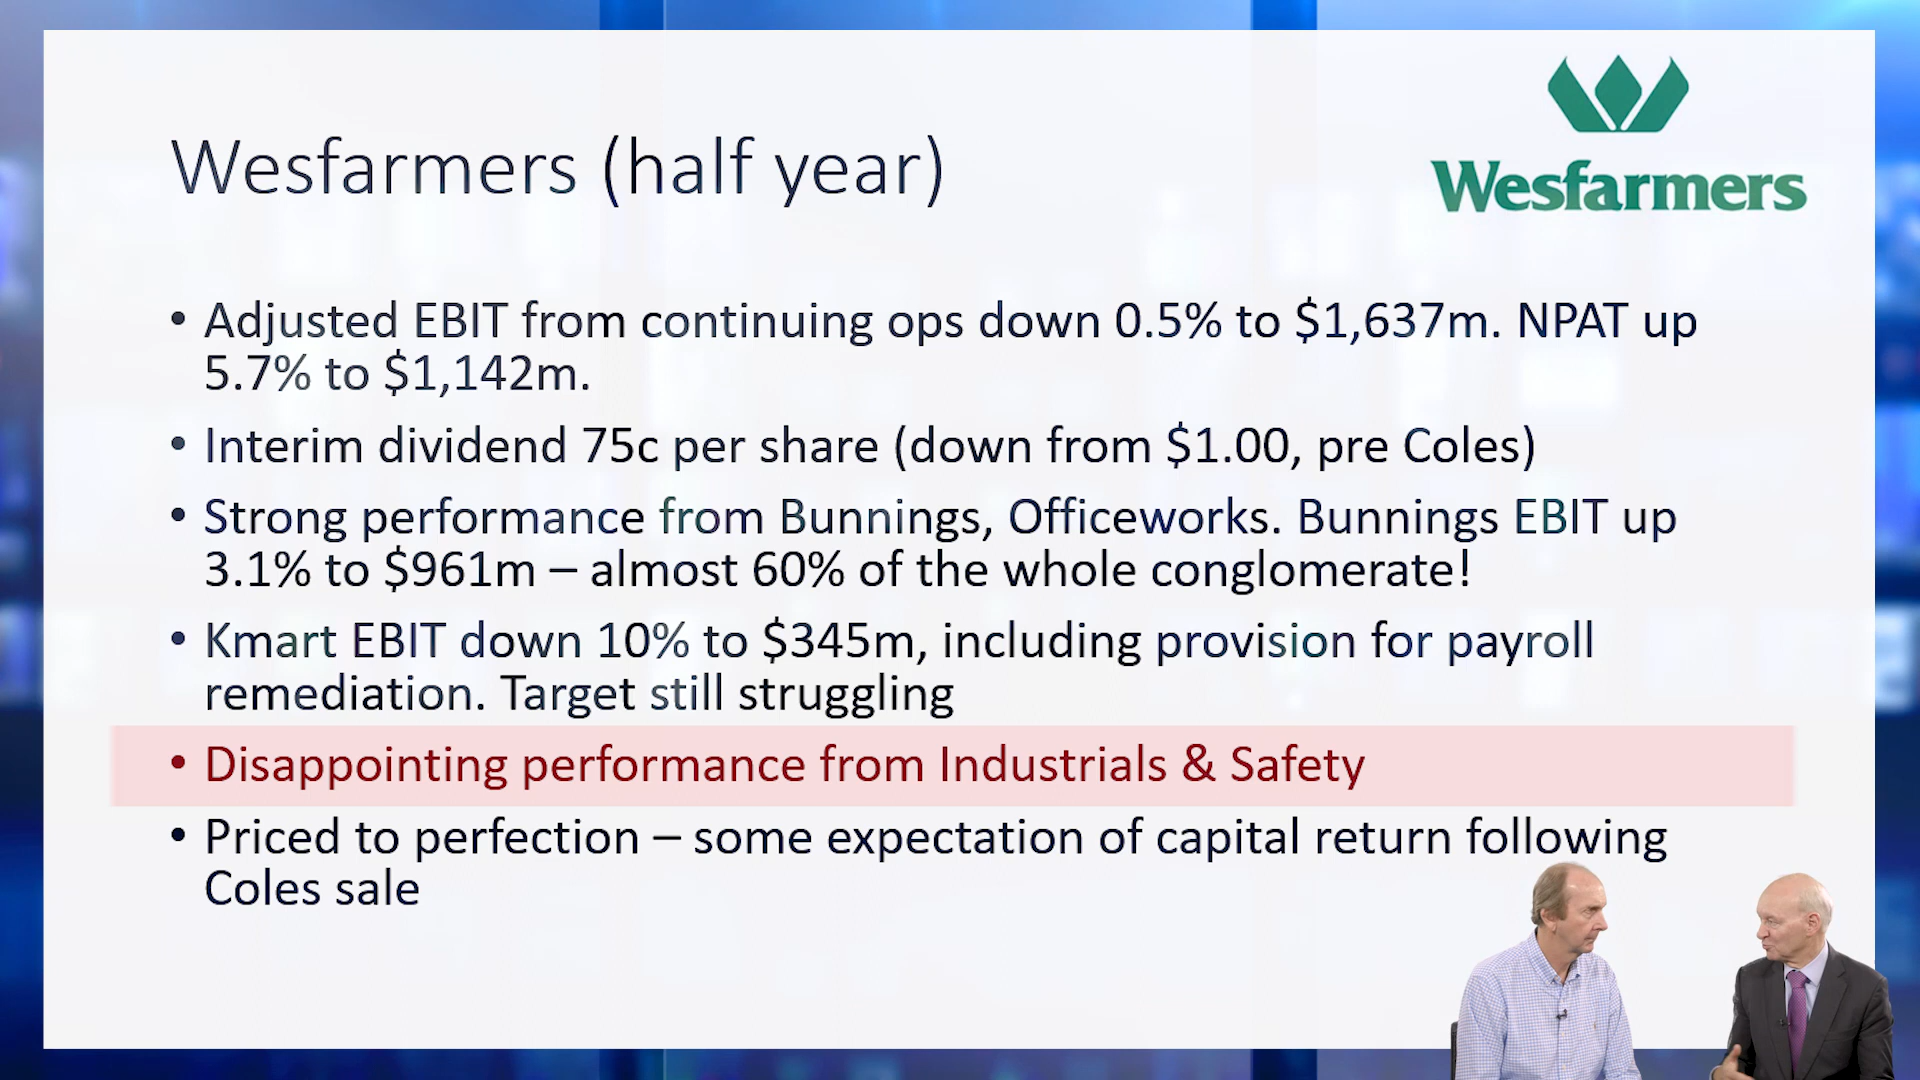 Wesfarmers
Wesfarmers (half year)
• Adjusted EBIT from continuing ops down 0.5% to $1,637m. NPAT up
5.7% to $1,142m.
• Interim dividend 75c per share (down from $1.00, pre Coles)
• Strong performance from Bunnings, Officeworks. Bunnings EBIT up
3.1% to $961m – almost 60% of the whole conglomerate!
• Kmart EBIT down 10% to $345m, including provision for payroll
remediation. Target still struggling
• Disappointing performance from Industrials & Safety
• Priced to perfection – some expectation of capital return following
Coles sale